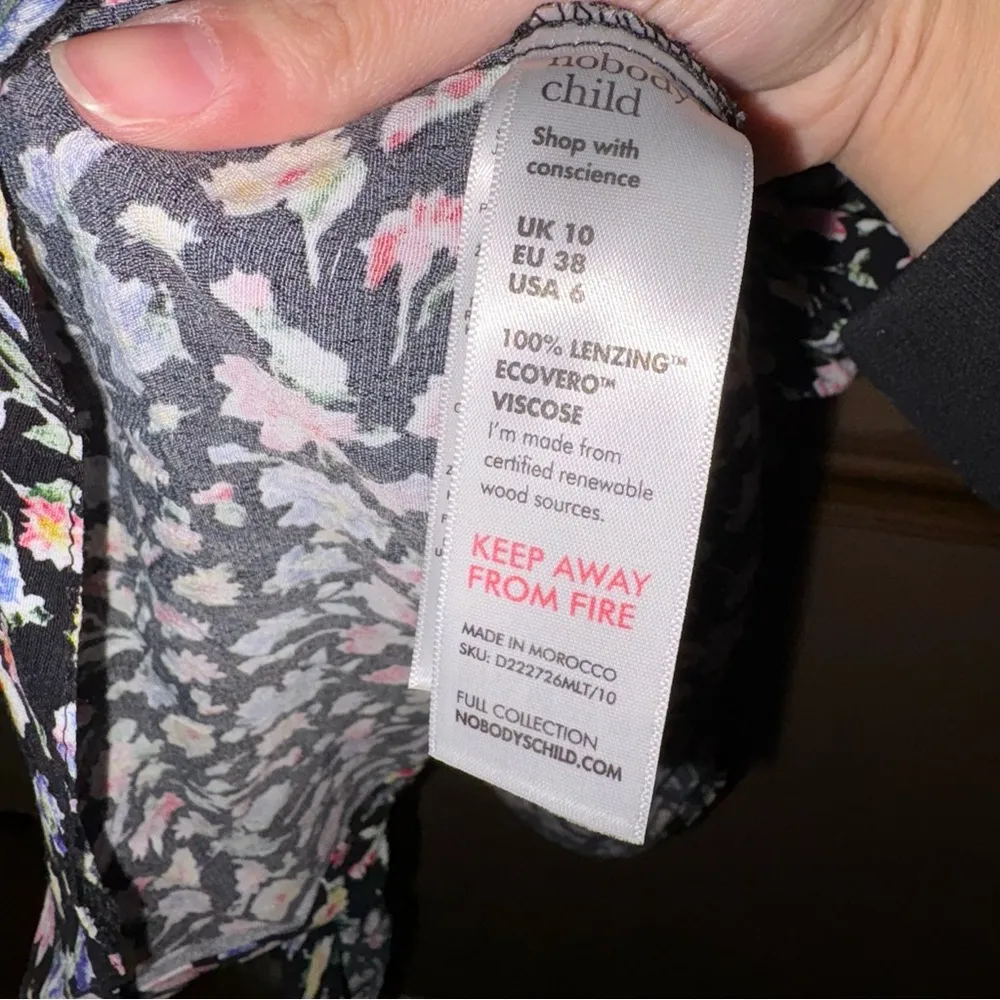 nobody
child
Shop with
conscience
UK 10
EU 38
USA 6
100% LENZING™
ECOVERO™
VISCOSE
I'm made from
certified renewable
wood sources.
KEEP AWAY
FROM FIRE
MADE IN MOROCCO
SKU: D222726MLT/10
FULL COLLECTION
NOBODYSCHILD.COM